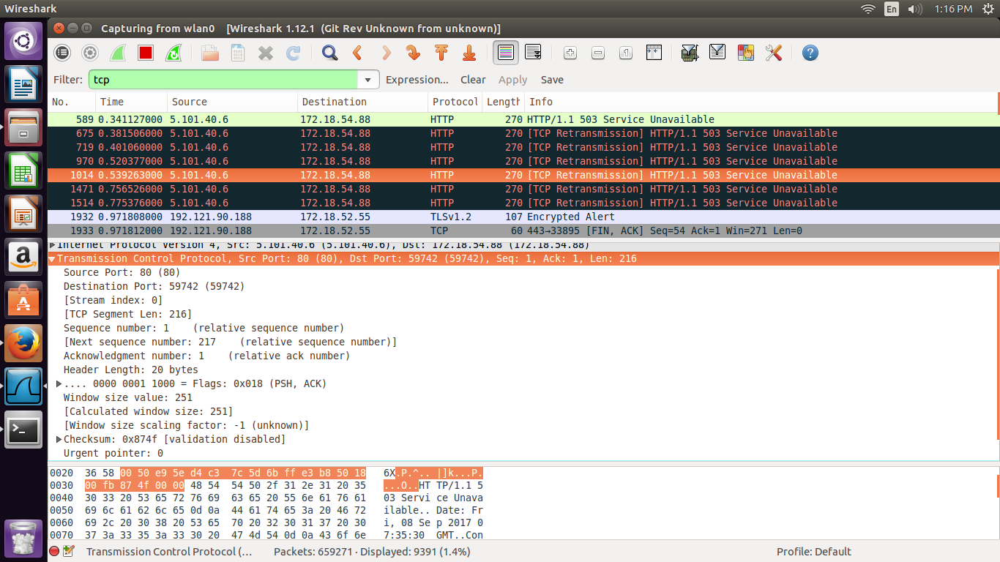 Wireshark En 1:16 PM
Capturing from wlan0 [Wireshark 1.12.1 (Git Rev Unknown from unknown)]
Filter: tcp Expression... Clear Apply Save
No. Time Source Destination Protocol Length Info
589 0.341127000 5.101.40.6 172.18.54.88 HTTP 270 HTTP/1.1 503 Service Unavailable
675 0.381506000 5.101.40.6 172.18.54.88 HTTP 270 [TCP Retransmission] HTTP/1.1 503 Service Unavailable
719 0.401060000 5.101.40.6 172.18.54.88 HTTP 270 [TCP Retransmission] HTTP/1.1 503 Service Unavailable
970 0.520377000 5.101.40.6 172.18.54.88 HTTP 270 [TCP Retransmission] HTTP/1.1 503 Service Unavailable
1014 0.539263000 5.101.40.6 172.18.54.88 HTTP 270 [TCP Retransmission] HTTP/1.1 503 Service Unavailable
1471 0.756526000 5.101.40.6 172.18.54.88 HTTP 270 [TCP Retransmission] HTTP/1.1 503 Service Unavailable
1514 0.775376000 5.101.40.6 172.18.54.88 HTTP 270 [TCP Retransmission] HTTP/1.1 503 Service Unavailable
1932 0.971808000 192.121.90.188 172.18.52.55 TLSv1.2 107 Encrypted Alert
1933 0.971812000 192.121.90.188 172.18.52.55 TCP 60 443→33895 [FIN, ACK] Seq=54 Ack=1 Win=271 Len=0
Internet Protocol Version 4, Src: 5.101.40.6 (5.101.40.6), Dst: 172.18.54.88 (172.18.54.88)
Transmission Control Protocol, Src Port: 80 (80), Dst Port: 59742 (59742), Seq: 1, Ack: 1, Len: 216
Source Port: 80 (80)
Destination Port: 59742 (59742)
[Stream index: 0]
[TCP Segment Len: 216]
Sequence number: 1 (relative sequence number)
[Next sequence number: 217 (relative sequence number)]
Acknowledgment number: 1 (relative ack number)
Header Length: 20 bytes
.... 0000 0001 1000 = Flags: 0x018 (PSH, ACK)
Window size value: 251
[Calculated window size: 251]
[Window size scaling factor: -1 (unknown)]
Checksum: 0x874f [validation disabled]
Urgent pointer: 0
0020 36 58 00 50 e9 5e d4 c3 7c 5d 6b ff e3 b8 50 18 6X.P.^.. |]k...P.
0030 00 fb 87 4f 00 00 48 54 54 50 2f 31 2e 31 20 35 ...O..HT TP/1.1 5
0040 30 33 20 53 65 72 76 69 63 65 20 55 6e 61 76 61 03 Servi ce Unava
0050 69 6c 61 62 6c 65 0d 0a 44 61 74 65 3a 20 46 72 ilable.. Date: Fr
0060 69 2c 20 30 38 20 53 65 70 20 32 30 31 37 20 30 i, 08 Se p 2017 0
0070 37 3a 33 35 3a 33 30 20 47 4d 54 0d 0a 43 6f 6e 7:35:30 GMT..Con
Transmission Control Protocol (... Packets: 659271 · Displayed: 9391 (1.4%) Profile: Default